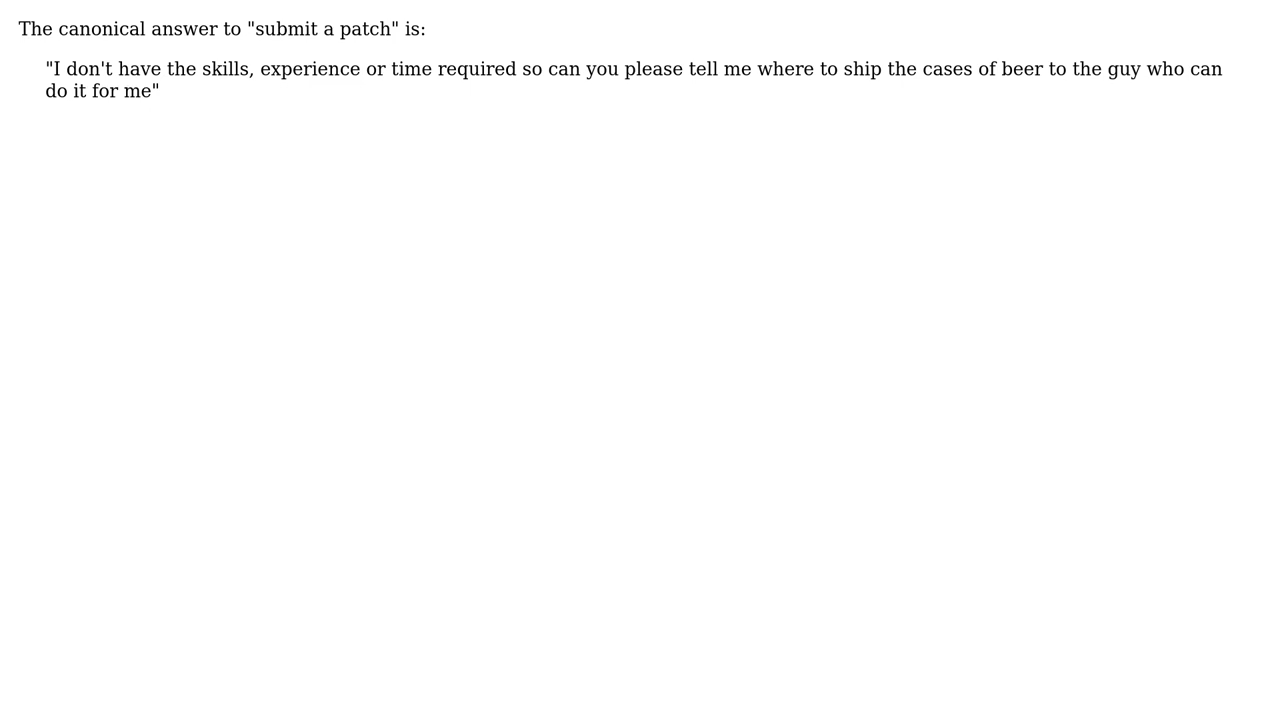 The canonical answer to "submit a patch" is:
"I don't have the skills, experience or time required so can you please tell me where to ship the cases of beer to the guy who can
do it for me"